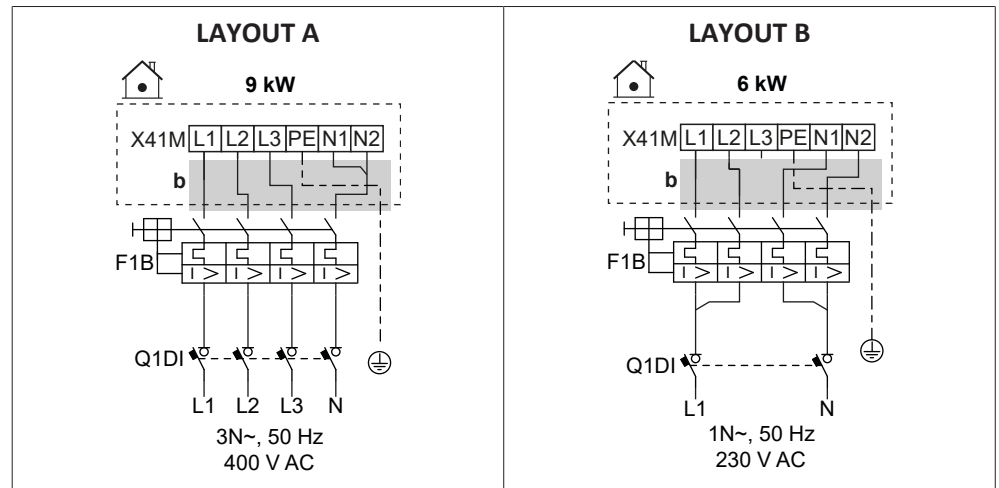 LAYOUT A
9 kW
X41M L1 L2 L3 PE N1 N2
b
F1B
I > I > I > I >
Q1DI
L1 L2 L3 N
3N~, 50 Hz
400 V AC
LAYOUT B
6 kW
X41M L1 L2 L3 PE N1 N2
b
F1B
I > I > I > I >
Q1DI
L1 N
1N~, 50 Hz
230 V AC